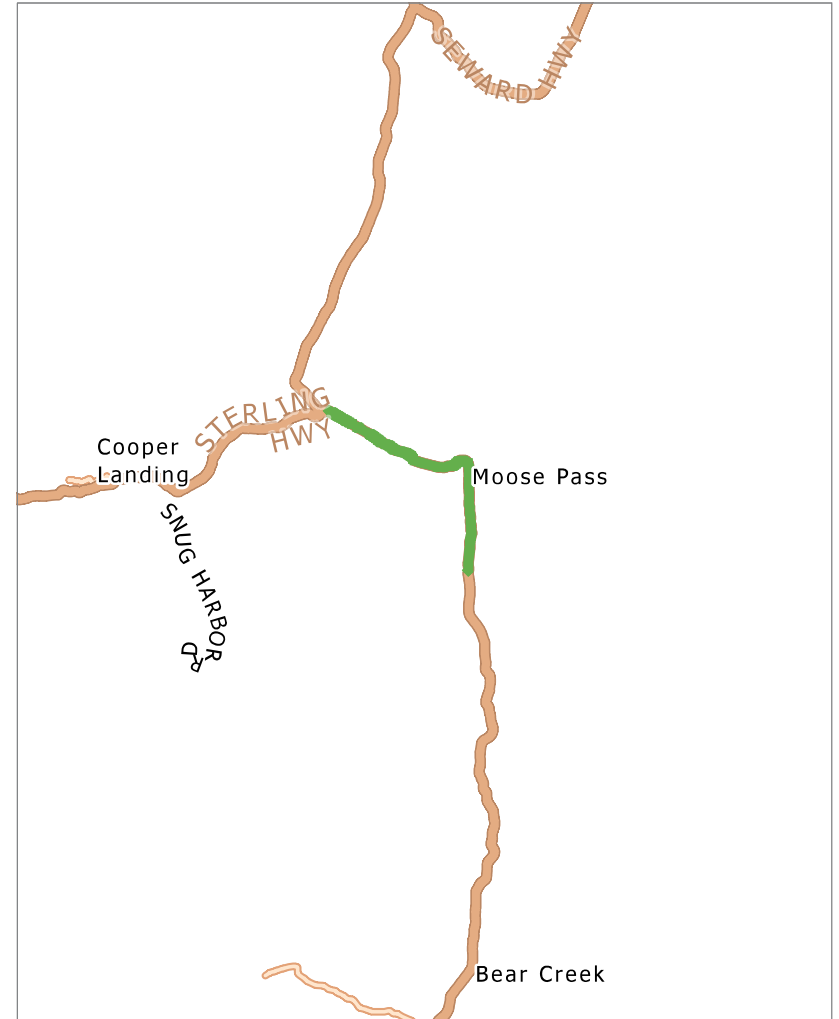 SEWARD HWY
STERLING
HWY
Cooper
Landing
Moose Pass
SNUG HARBOR
RD
Bear Creek